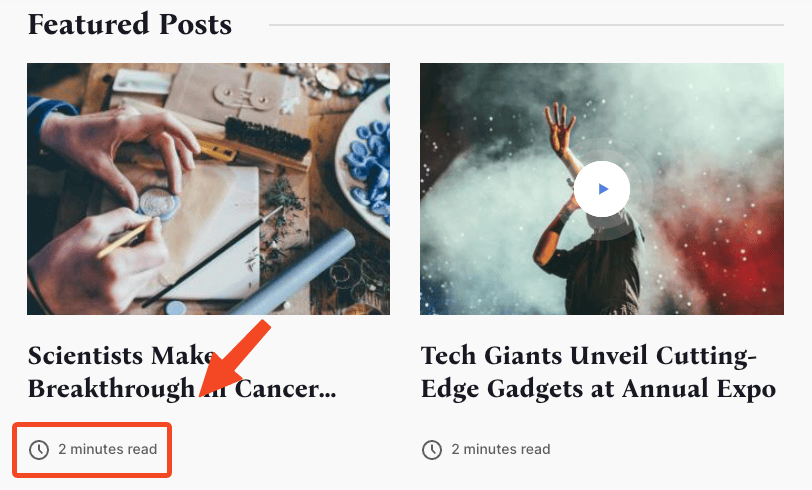 Featured Posts
Scientists Make
Breakthrough in Cancer...
2 minutes read
Tech Giants Unveil Cutting-
Edge Gadgets at Annual Expo
2 minutes read